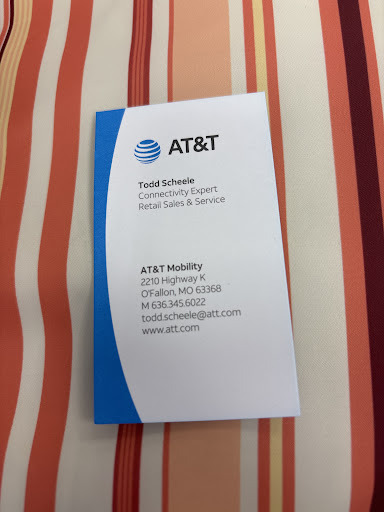 AT&T
Todd Scheele
Connectivity Expert
Retail Sales & Service
AT&T Mobility
2210 Highway K
O'Fallon, MO 63368
M 636.345.6022
todd.scheele@att.com
www.att.com